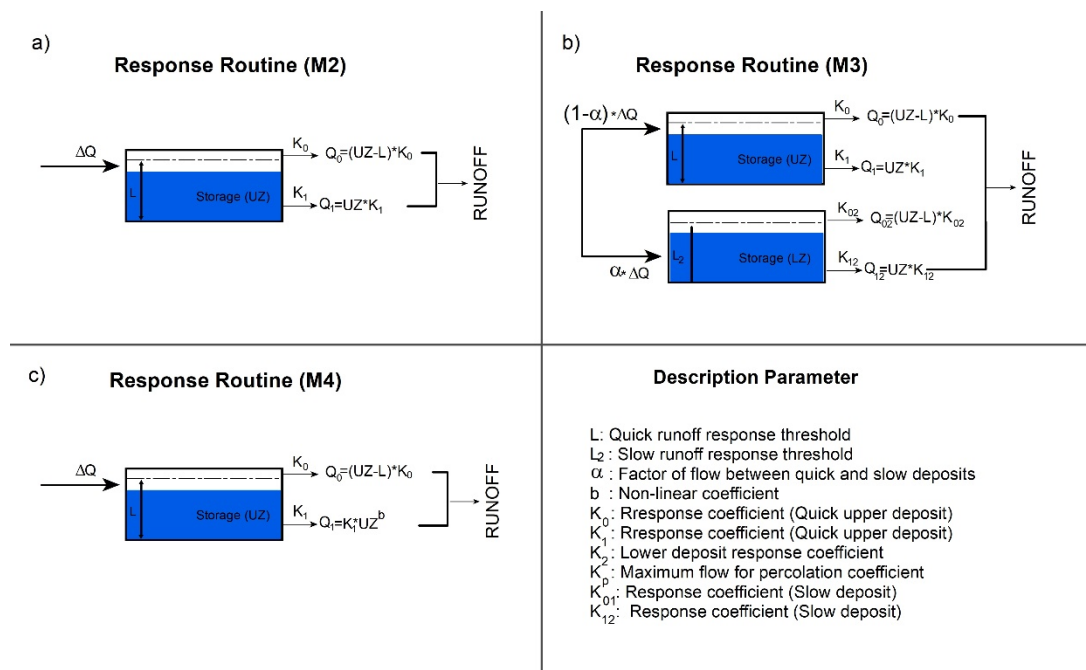 a)
Response Routine (M2)
ΔQ
L
Storage (UZ)
K0
Q0=(UZ-L)*K0
K1
Q1=UZ*K1
RUNOFF
b)
Response Routine (M3)
(1-α)*ΔQ
L
Storage (UZ)
K0
Q0=(UZ-L)*K0
K1
Q1=UZ*K1
α*ΔQ
L2
Storage (LZ)
K02
Q02=(UZ-L)*K02
K12
Q12=UZ*K12
RUNOFF
c)
Response Routine (M4)
ΔQ
L
Storage (UZ)
K0
Q0=(UZ-L)*K0
K1
Q1=K1*UZ^b
RUNOFF
Description Parameter
L: Quick runoff response threshold
L2 : Slow runoff response threshold
α : Factor of flow between quick and slow deposits
b : Non-linear coefficient
K0 : Rresponse coefficient (Quick upper deposit)
K1 : Rresponse coefficient (Quick upper deposit)
K2 : Lower deposit response coefficient
Kp : Maximum flow for percolation coefficient
K01 : Response coefficient (Slow deposit)
K12: Response coefficient (Slow deposit)